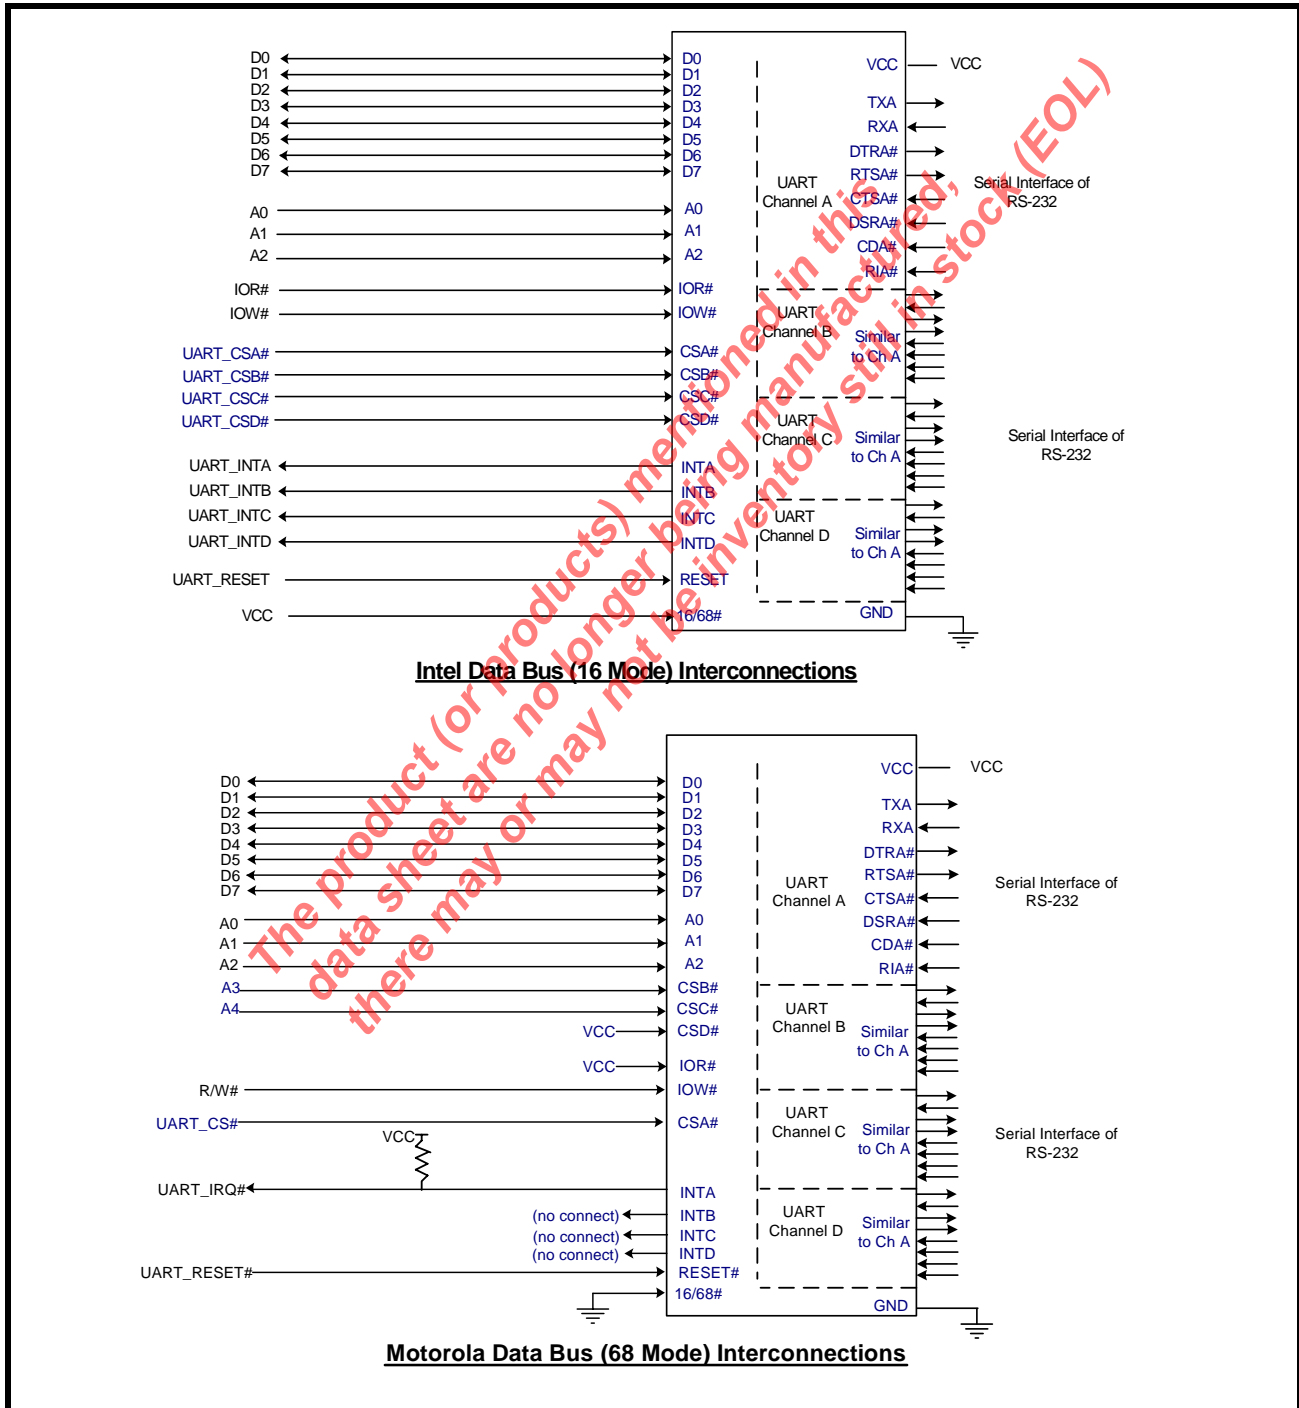 D0 D0 VCC VCC
D1 D1
D2 D2
D3 D3 TXA
D4 D4 RXA
D5 D5
D6 D6 DTRA#
D7 D7
UART RTSA# Serial Interface of
Channel A CTSA# RS-232
A0 A0
A1 A1 DSRA#
A2 A2 CDA#
RIA#
IOR# IOR#
IOW# IOW# UART
Channel B Similar
UART_CSA# CSA# to Ch A
UART_CSB# CSB#
UART_CSC# CSC#
UART_CSD# CSD# UART
Channel C Similar Serial Interface of
to Ch A RS-232
UART_INTA INTA
UART_INTB INTB
UART_INTC INTC UART
Channel D Similar
UART_INTD INTD to Ch A
UART_RESET RESET
VCC 16/68# GND
Intel Data Bus (16 Mode) Interconnections
The product (or products) mentioned in this
data sheet are no longer being manufactured,
there may or may not be inventory still in stock (EOL)
D0 D0 VCC VCC
D1 D1
D2 D2 TXA
D3 D3 RXA
D4 D4
D5 D5 DTRA#
D6 D6 RTSA#
D7 D7
UART CTSA# Serial Interface of
Channel A RS-232
A0 A0 DSRA#
A1 A1 CDA#
A2 A2 RIA#
A3 CSB#
A4 CSC# UART
Channel B Similar
VCC CSD# to Ch A
VCC IOR#
R/W# IOW#
UART_CS# CSA# UART
Channel C Similar Serial Interface of
VCC to Ch A RS-232
UART_IRQ# INTA
(no connect) INTB UART
(no connect) INTC Channel D Similar
(no connect) INTD to Ch A
UART_RESET# RESET#
16/68# GND
Motorola Data Bus (68 Mode) Interconnections